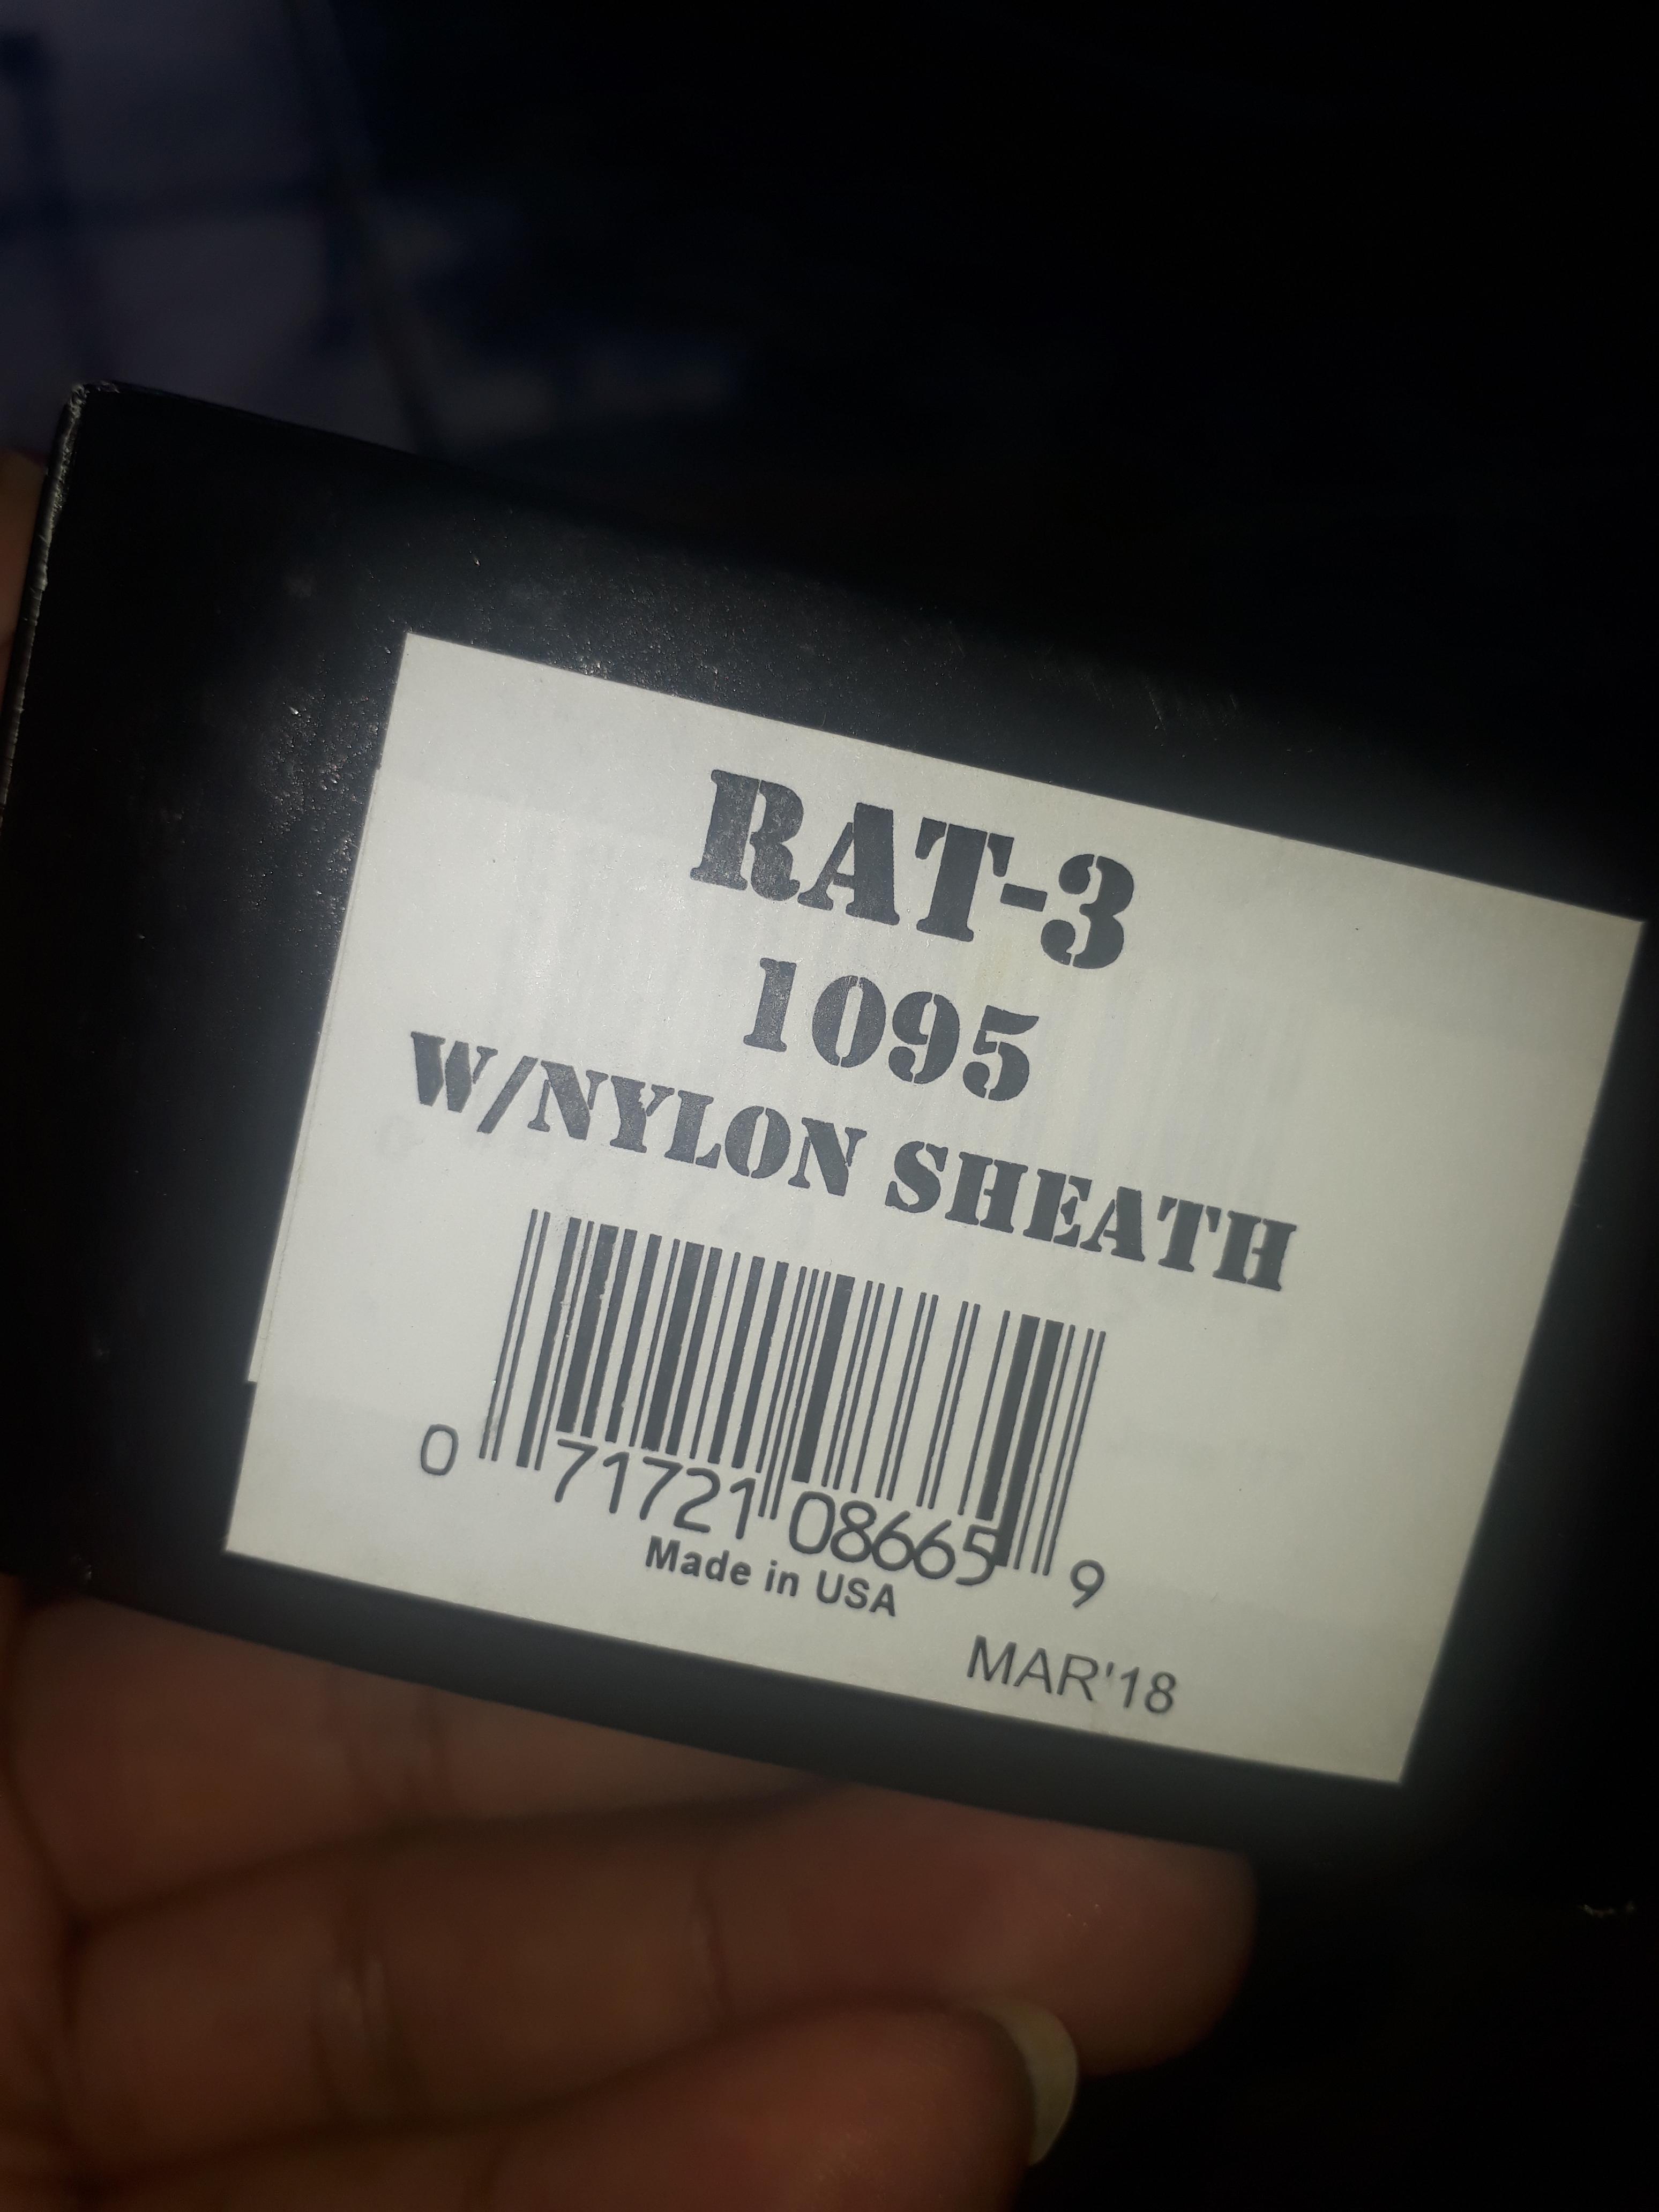 RAT-3
1095
W/NYLON SHEATH
0 71721 08665 9
Made in USA
MAR'18